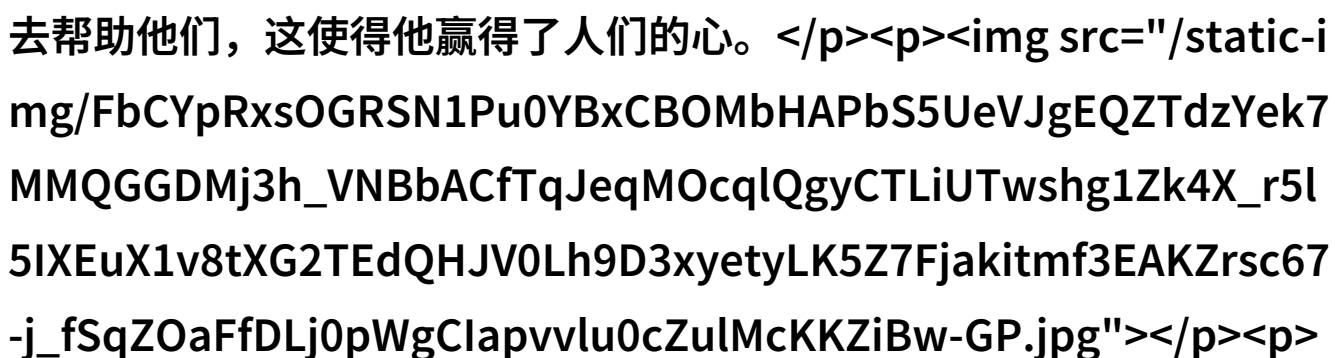 去帮助他们，这使得他赢得了人们的心。</p><p><img src="/static-i
mg/FbCYpRxsOGRSN1Pu0YBxCBOMbHAPbS5UeVJgEQZTdzYek7
MMQGGDMj3h_VNBbACfTqJeqMOcqlQgyCTLiUTwshg1Zk4X_r5l
5IXEuX1v8tXG2TEdQHJV0Lh9D3xyetyLK5Z7Fjakitmf3EAKZrsc67
-j_fSqZOaFfDLj0pWgCIapvvlu0cZulMcKKZiBw-GP.jpg"></p><p>